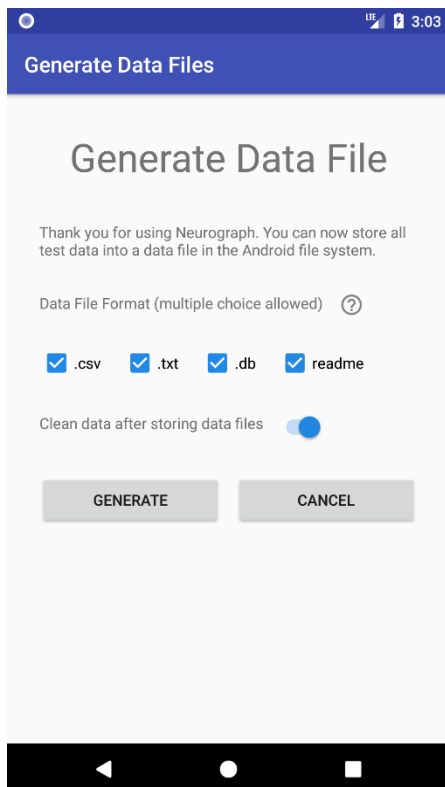 LTE 3:03
Generate Data Files
Generate Data File
Thank you for using Neurograph. You can now store all
test data into a data file in the Android file system.
Data File Format (multiple choice allowed) ?
.csv .txt .db readme
Clean data after storing data files
GENERATE CANCEL